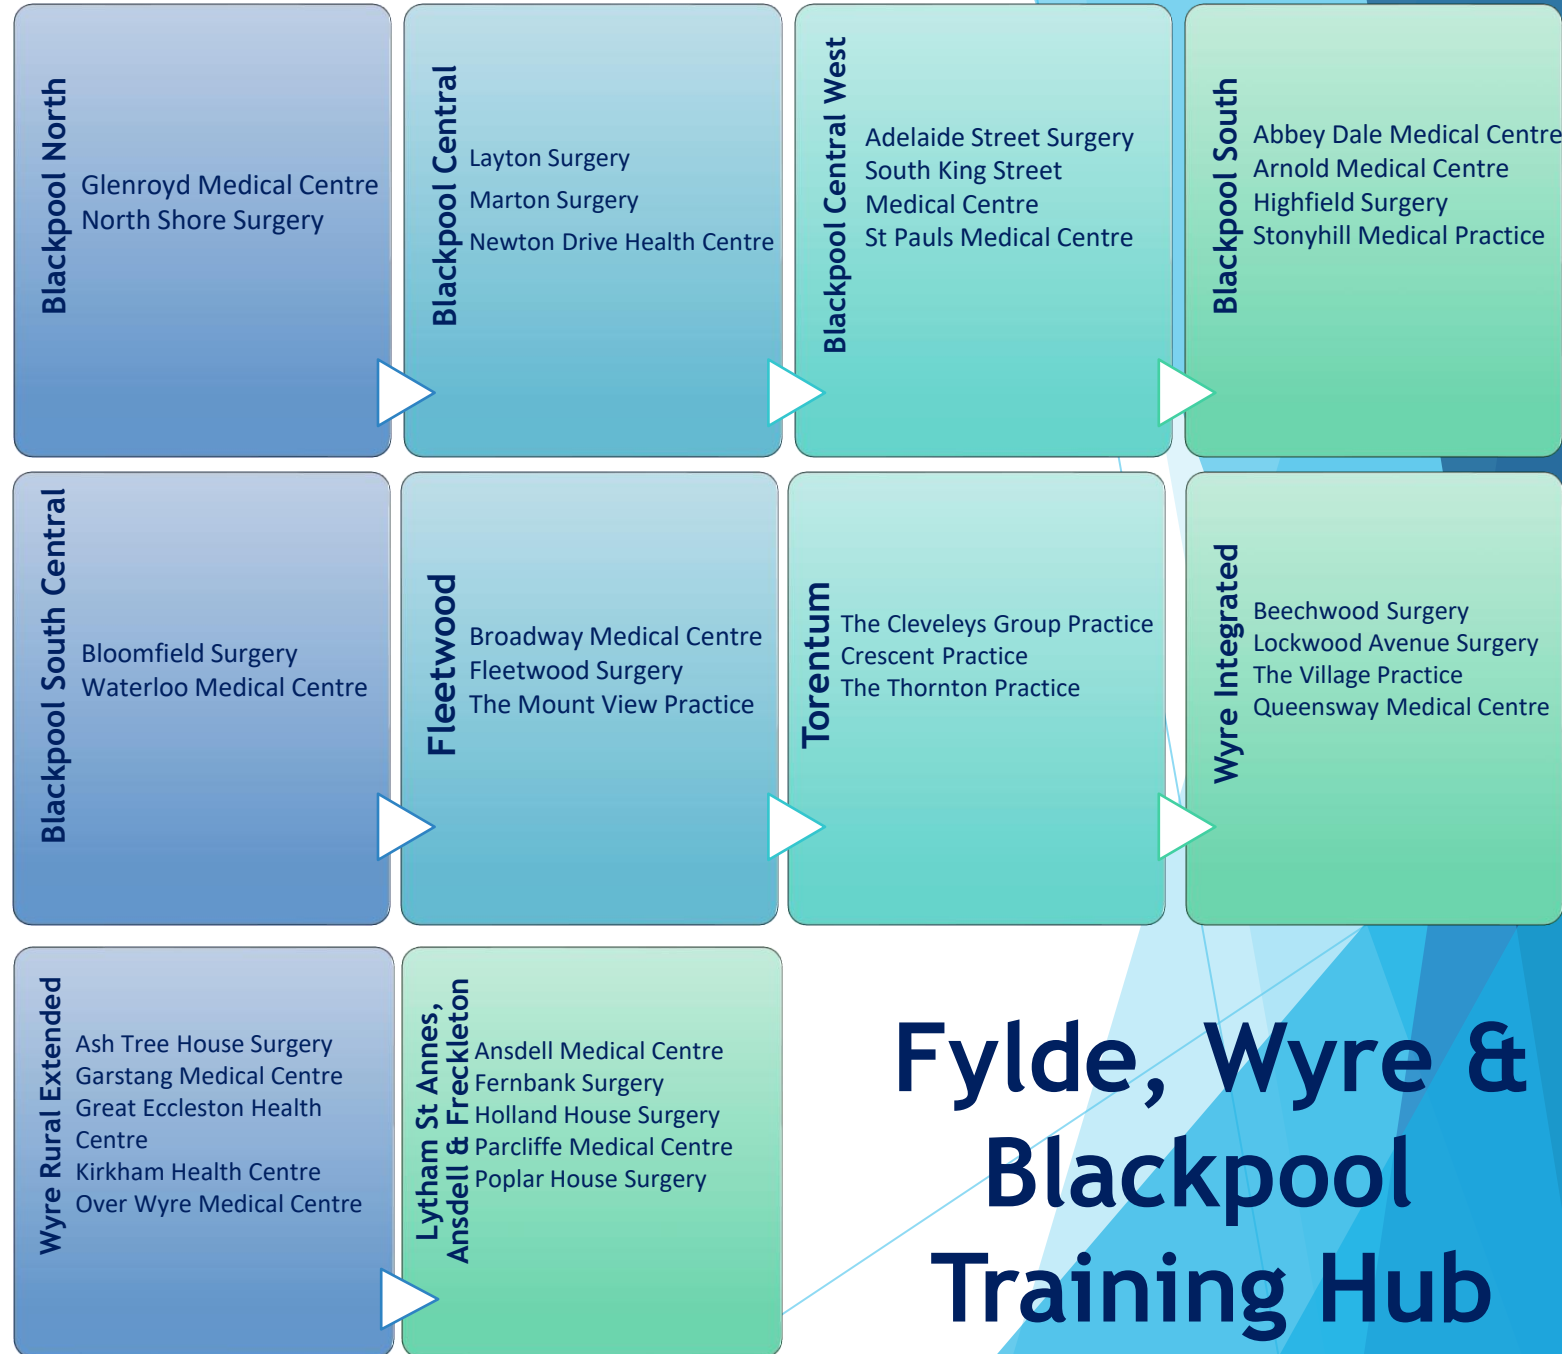 Blackpool North
Glenroyd Medical Centre
North Shore Surgery
Blackpool Central
Layton Surgery
Marton Surgery
Newton Drive Health Centre
Blackpool Central West
Adelaide Street Surgery
South King Street
Medical Centre
St Pauls Medical Centre
Blackpool South
Abbey Dale Medical Centre
Arnold Medical Centre
Highfield Surgery
Stonyhill Medical Practice
Blackpool South Central
Bloomfield Surgery
Waterloo Medical Centre
Fleetwood
Broadway Medical Centre
Fleetwood Surgery
The Mount View Practice
Torentum
The Cleveleys Group Practice
Crescent Practice
The Thornton Practice
Wyre Integrated
Beechwood Surgery
Lockwood Avenue Surgery
The Village Practice
Queensway Medical Centre
Wyre Rural Extended
Ash Tree House Surgery
Garstang Medical Centre
Great Eccleston Health
Centre
Kirkham Health Centre
Over Wyre Medical Centre
Lytham St Annes,
Ansdell & Freckleton
Ansdell Medical Centre
Fernbank Surgery
Holland House Surgery
Parcliffe Medical Centre
Poplar House Surgery
Fylde, Wyre &
Blackpool
Training Hub